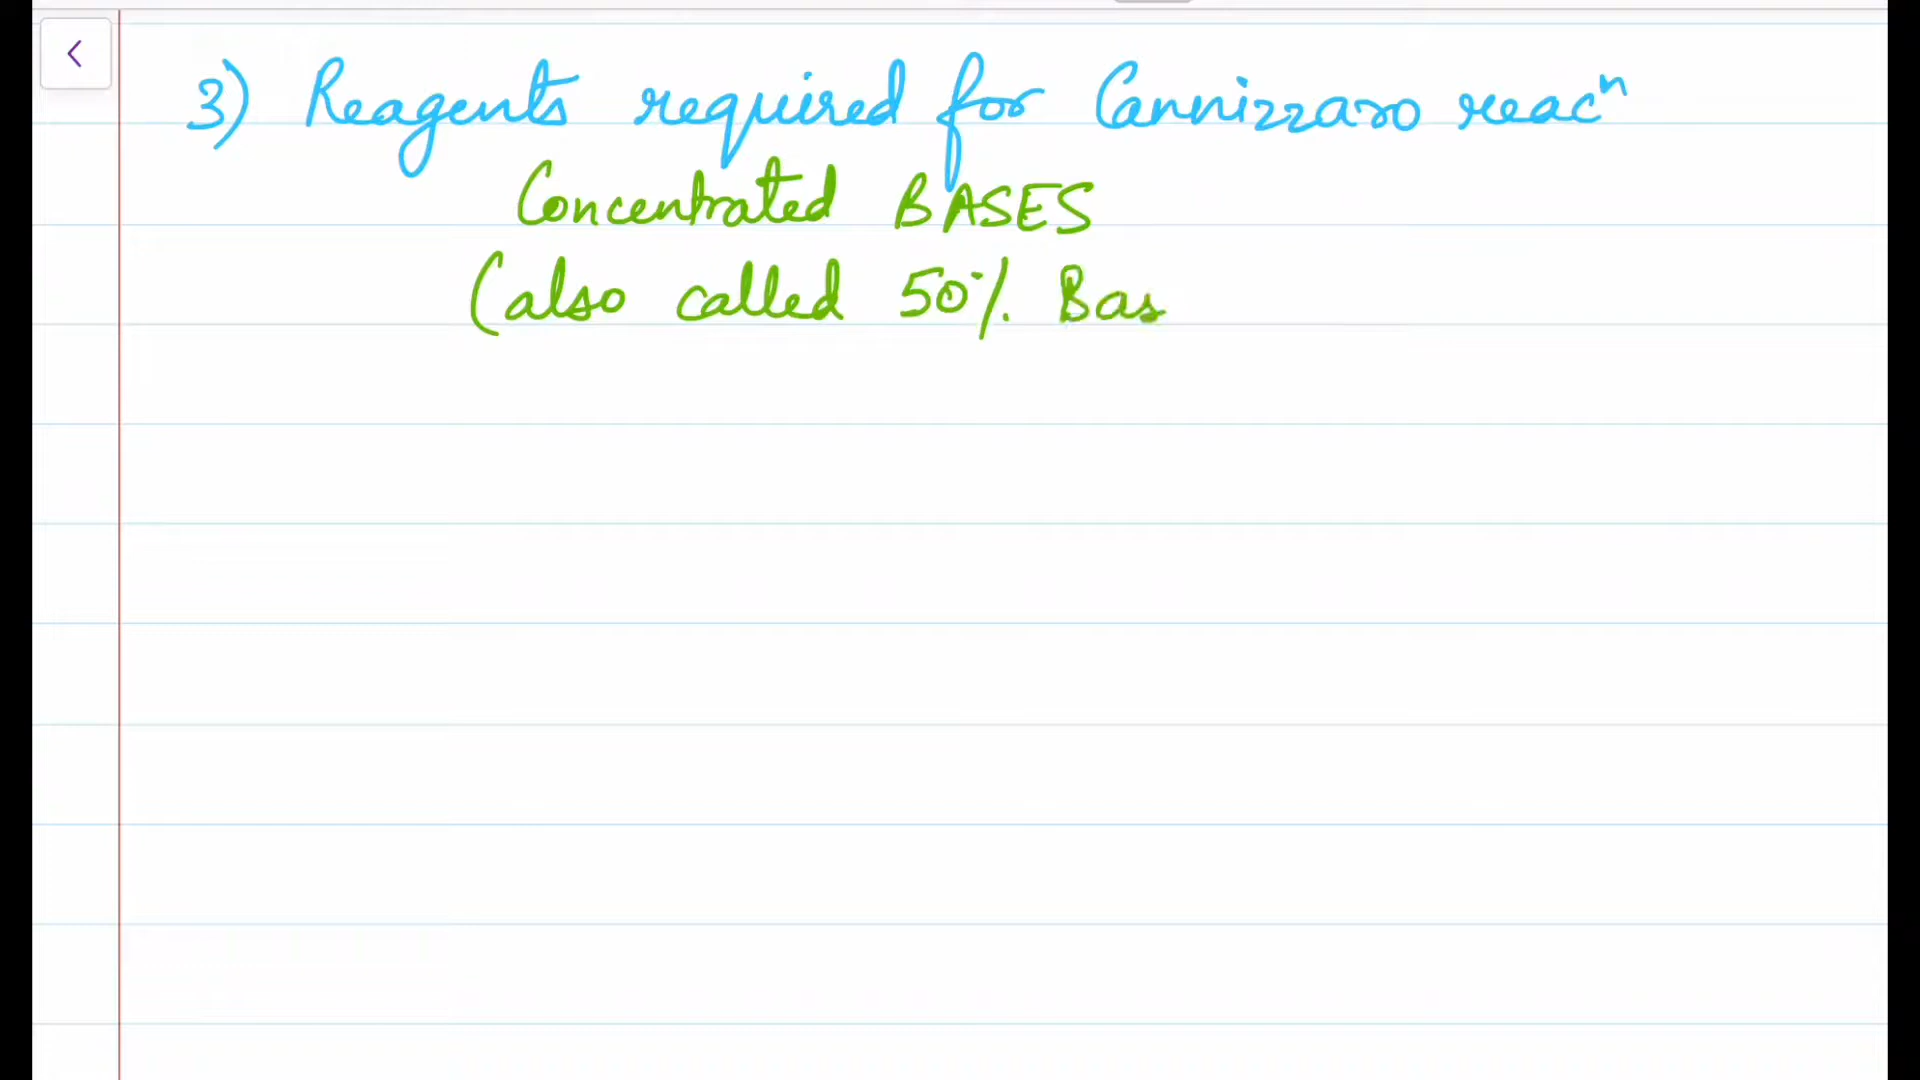 3) Reagents required for Cannizzaro reacⁿ
Concentrated BASES
(also called 50% Bas